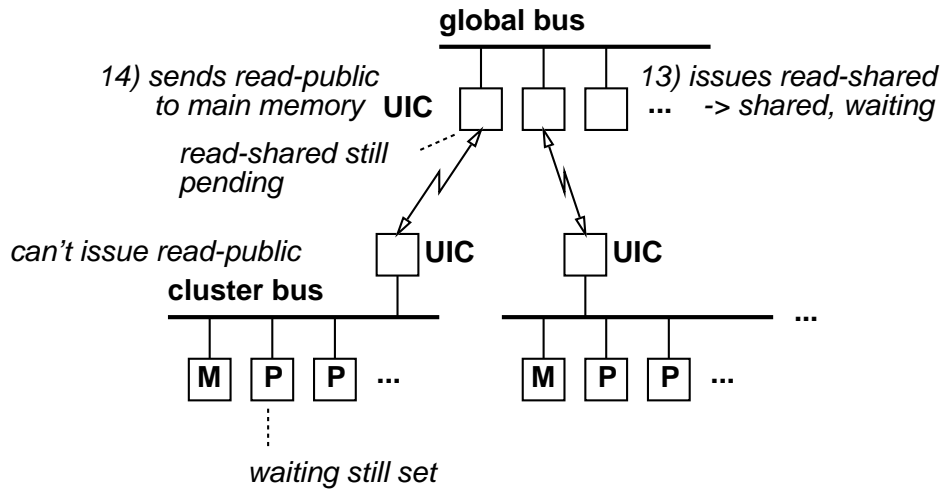 global bus
14) sends read-public
to main memory
UIC
...
13) issues read-shared
-> shared, waiting
read-shared still
pending
can't issue read-public
UIC
UIC
cluster bus
...
M P P ...
M P P ...
waiting still set